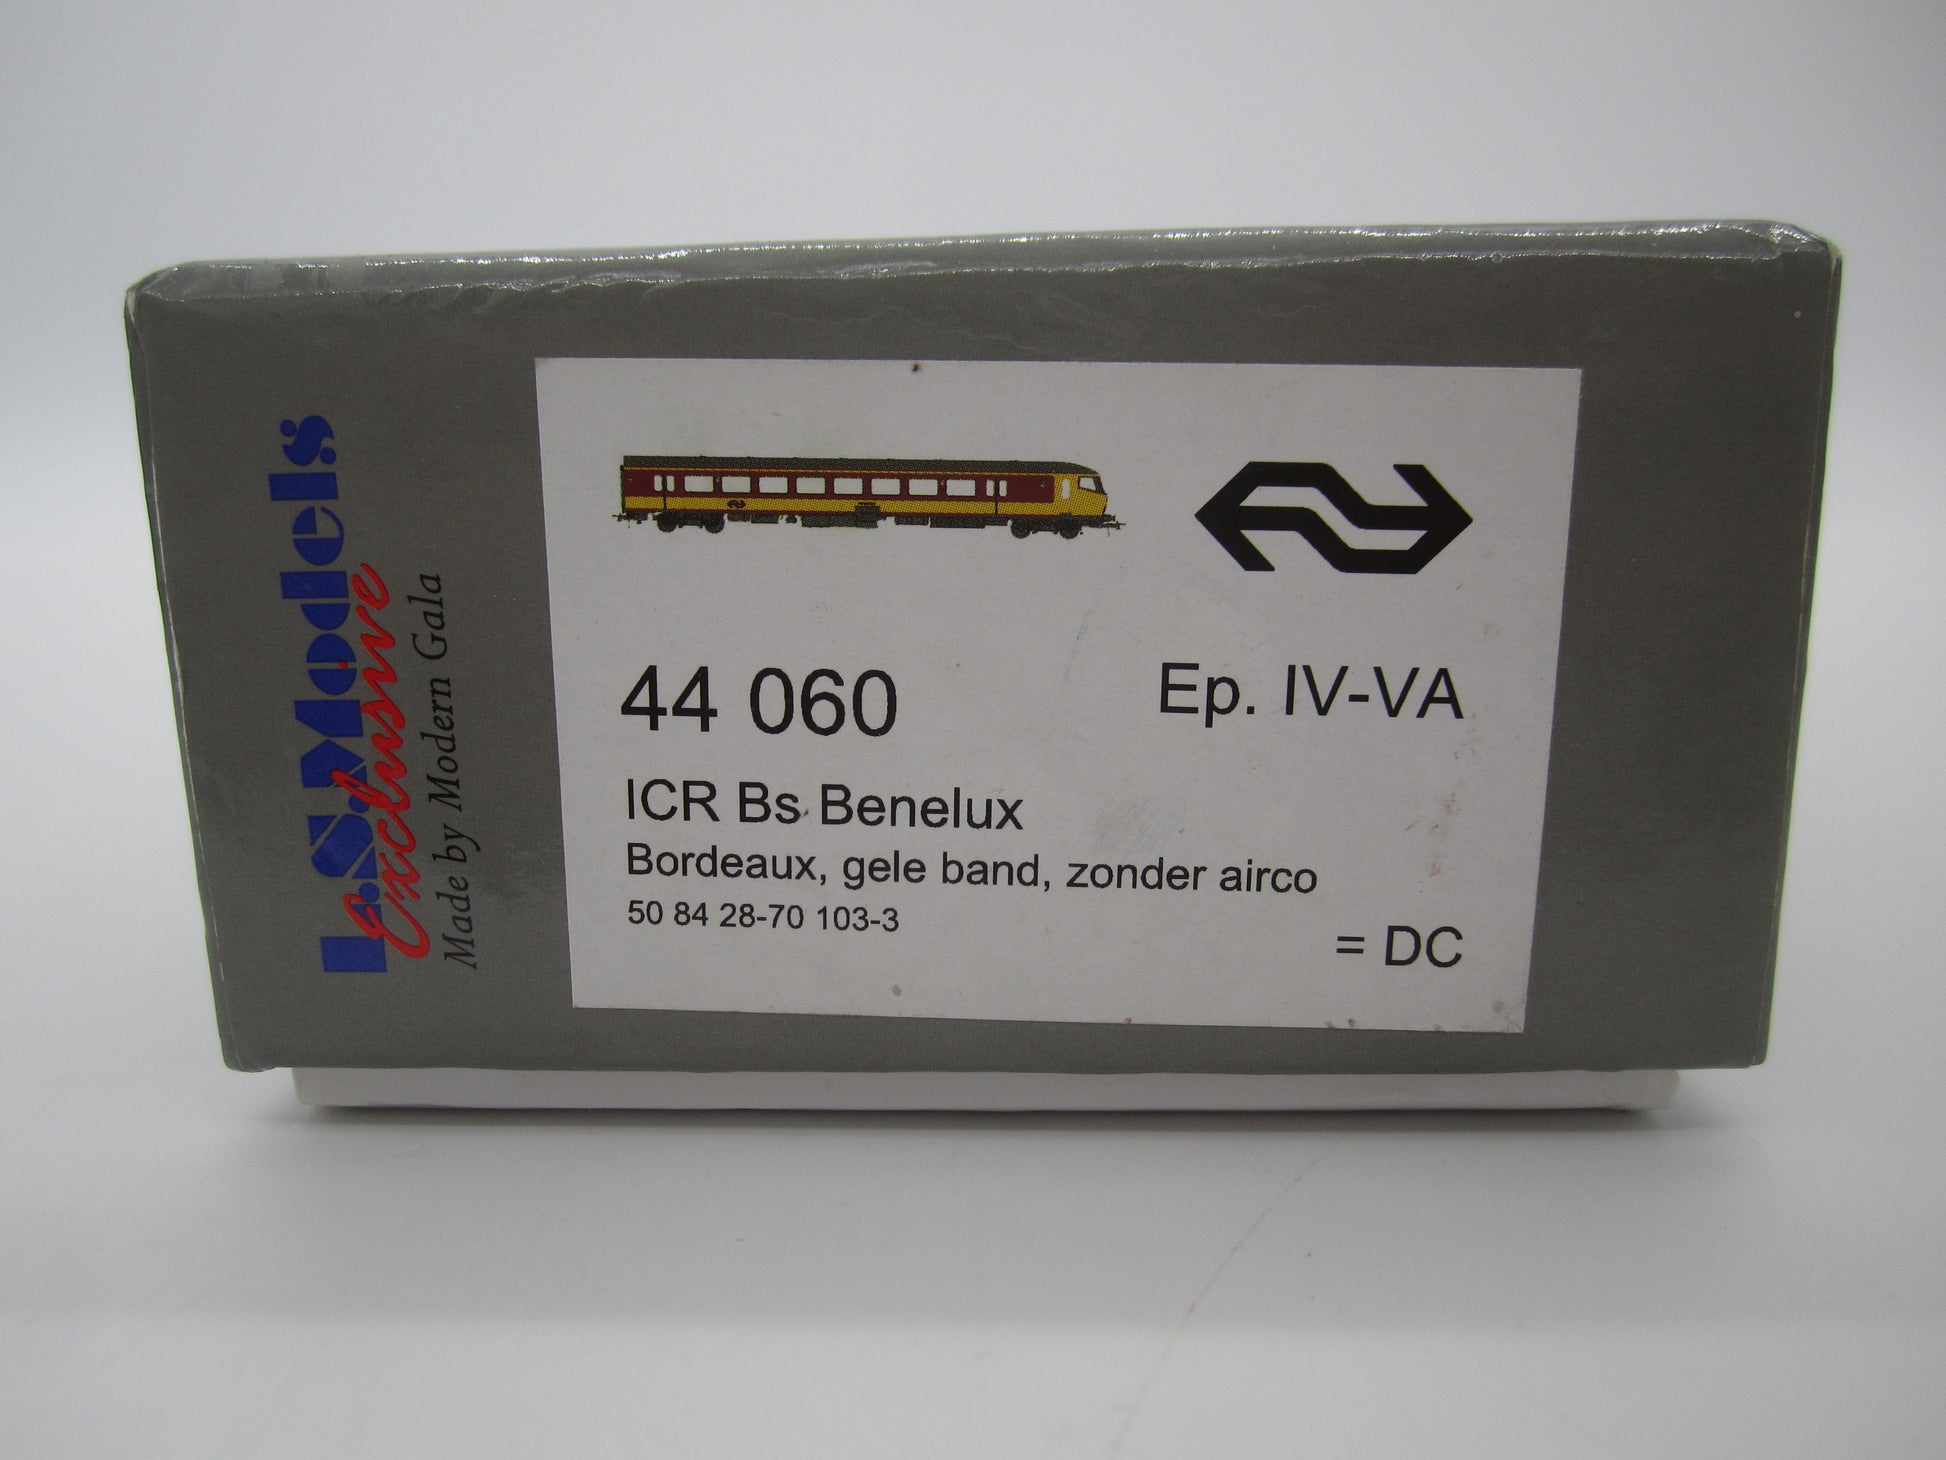 L.S.Models
Exclusive
Made by Modern Gala
44 060
Ep. IV-VA
ICR Bs Benelux
Bordeaux, gele band, zonder airco
50 84 28-70 103-3
= DC